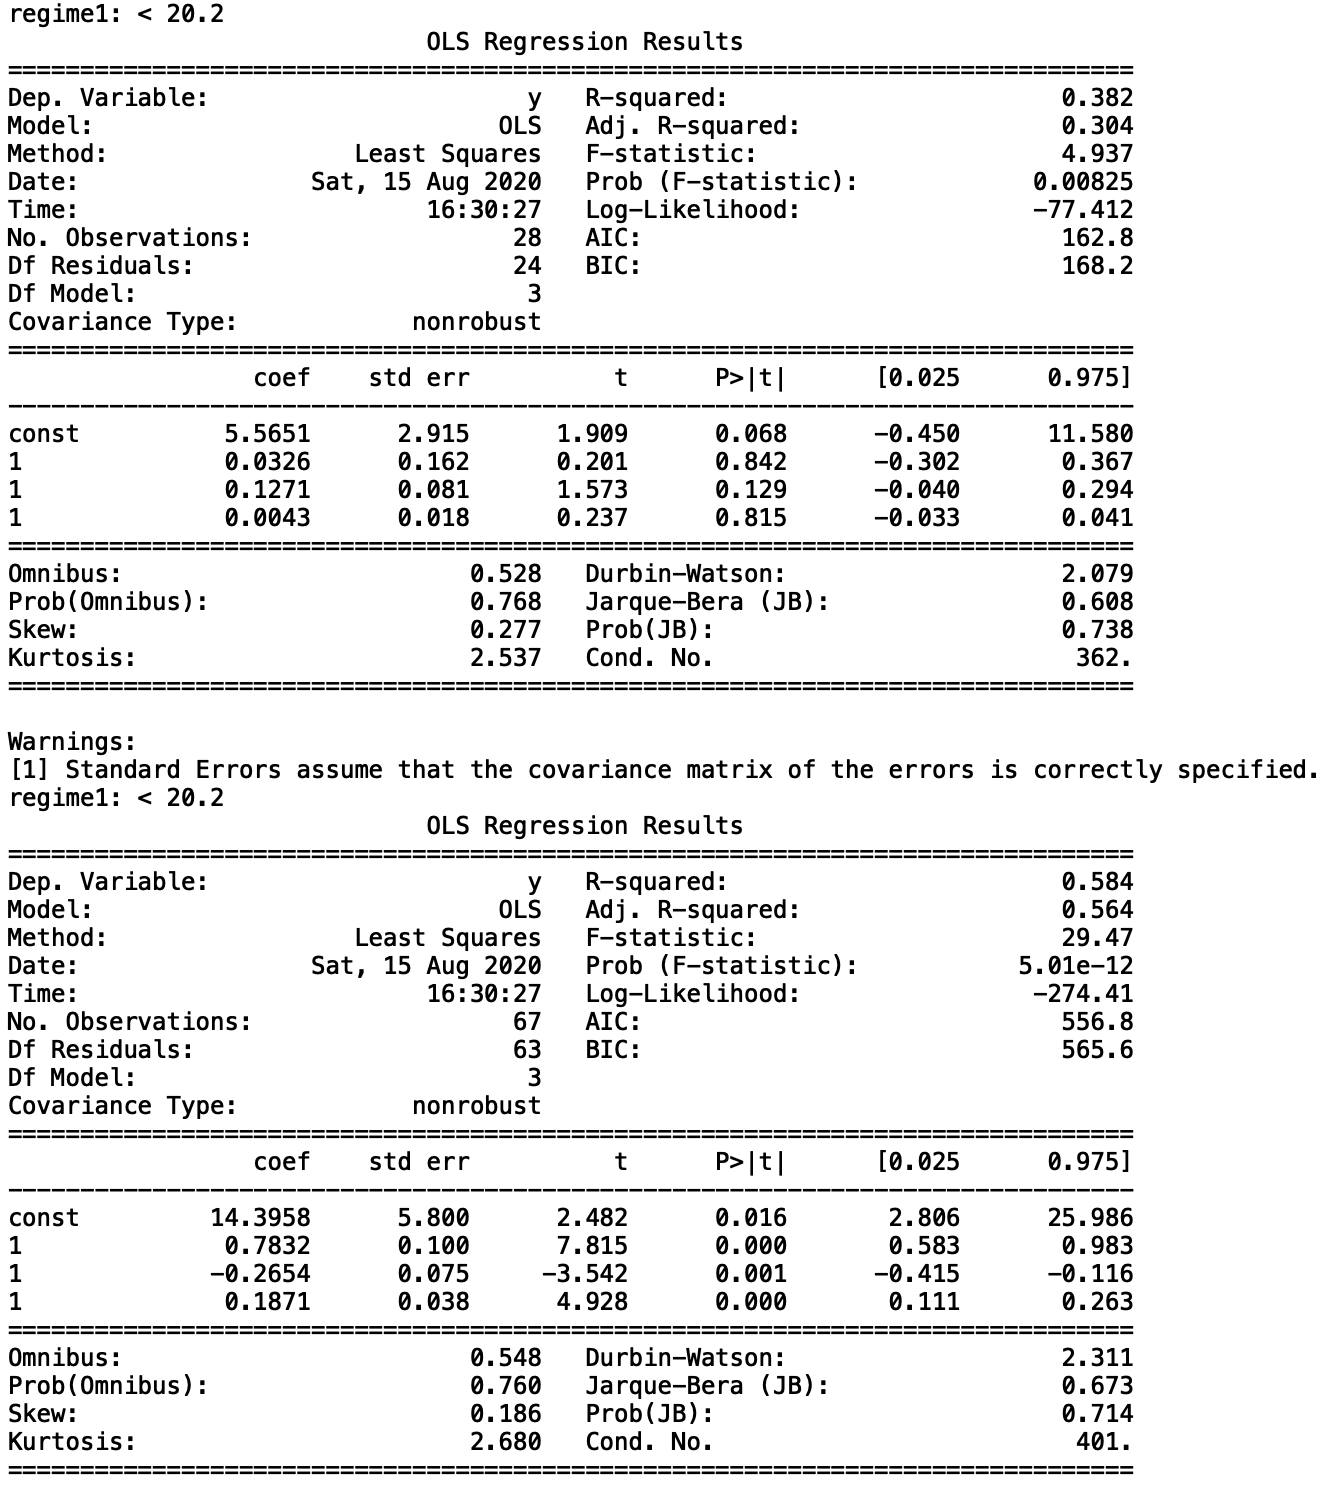 regime1: < 20.2
OLS Regression Results
==============================================================================
Dep. Variable:                      y   R-squared:                       0.382
Model:                            OLS   Adj. R-squared:                  0.304
Method:                 Least Squares   F-statistic:                     4.937
Date:                Sat, 15 Aug 2020   Prob (F-statistic):            0.00825
Time:                        16:30:27   Log-Likelihood:                -77.412
No. Observations:                  28   AIC:                             162.8
Df Residuals:                      24   BIC:                             168.2
Df Model:                           3
Covariance Type:            nonrobust
==============================================================================
                 coef    std err          t      P>|t|      [0.025      0.975]
------------------------------------------------------------------------------
const          5.5651      2.915      1.909      0.068      -0.450      11.580
1              0.0326      0.162      0.201      0.842      -0.302       0.367
1              0.1271      0.081      1.573      0.129      -0.040       0.294
1              0.0043      0.018      0.237      0.815      -0.033       0.041
==============================================================================
Omnibus:                        0.528   Durbin-Watson:                   2.079
Prob(Omnibus):                  0.768   Jarque-Bera (JB):                0.608
Skew:                           0.277   Prob(JB):                        0.738
Kurtosis:                       2.537   Cond. No.                         362.
==============================================================================
Warnings:
[1] Standard Errors assume that the covariance matrix of the errors is correctly specified.
regime1: < 20.2
OLS Regression Results
==============================================================================
Dep. Variable:                      y   R-squared:                       0.584
Model:                            OLS   Adj. R-squared:                  0.564
Method:                 Least Squares   F-statistic:                     29.47
Date:                Sat, 15 Aug 2020   Prob (F-statistic):           5.01e-12
Time:                        16:30:27   Log-Likelihood:                -274.41
No. Observations:                  67   AIC:                             556.8
Df Residuals:                      63   BIC:                             565.6
Df Model:                           3
Covariance Type:            nonrobust
==============================================================================
                 coef    std err          t      P>|t|      [0.025      0.975]
------------------------------------------------------------------------------
const         14.3958      5.800      2.482      0.016       2.806      25.986
1              0.7832      0.100      7.815      0.000       0.583       0.983
1             -0.2654      0.075     -3.542      0.001      -0.415      -0.116
1              0.1871      0.038      4.928      0.000       0.111       0.263
==============================================================================
Omnibus:                        0.548   Durbin-Watson:                   2.311
Prob(Omnibus):                  0.760   Jarque-Bera (JB):                0.673
Skew:                           0.186   Prob(JB):                        0.714
Kurtosis:                       2.680   Cond. No.                         401.
==============================================================================